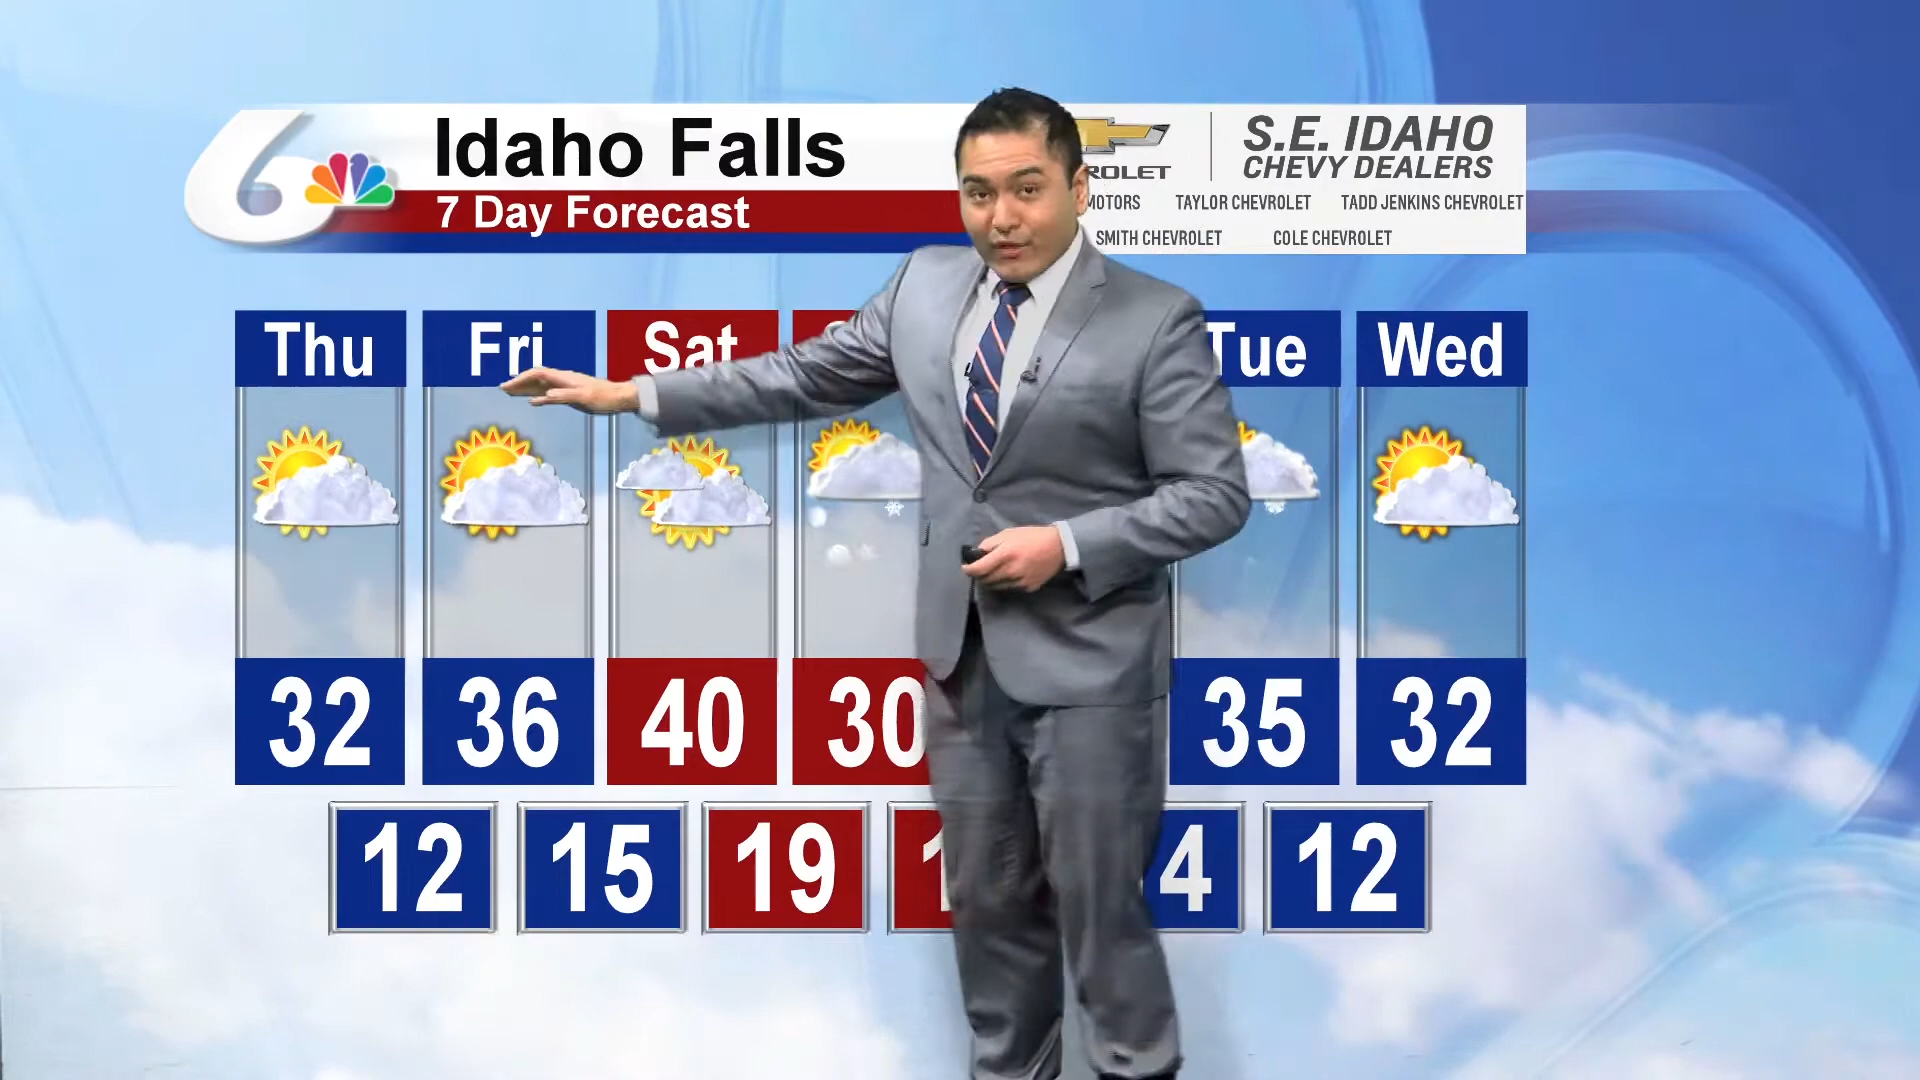 6
Idaho Falls
7 Day Forecast
S.E. IDAHO
CHEVY DEALERS
TAYLOR CHEVROLET TADD JENKINS CHEVROLET
SMITH CHEVROLET COLE CHEVROLET
Thu Fri Sat Tue Wed
32 36 40 30 35 32
12 15 19 12